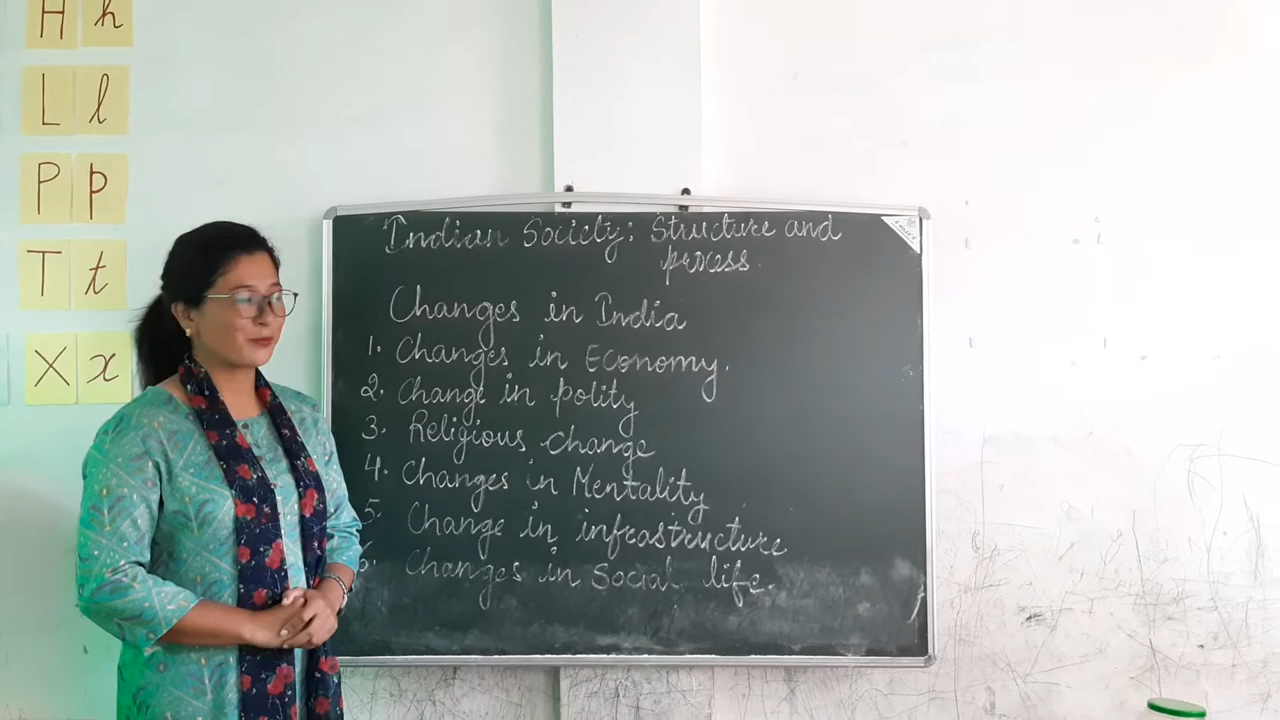 H h
L l
P p
T t
X x
Indian Society: Structure and
process.
Changes in India
1. Changes in Economy.
2. Change in polity
3. Religious change
4. Changes in Mentality
5. Change in infrastructure
6. Changes in Social life.